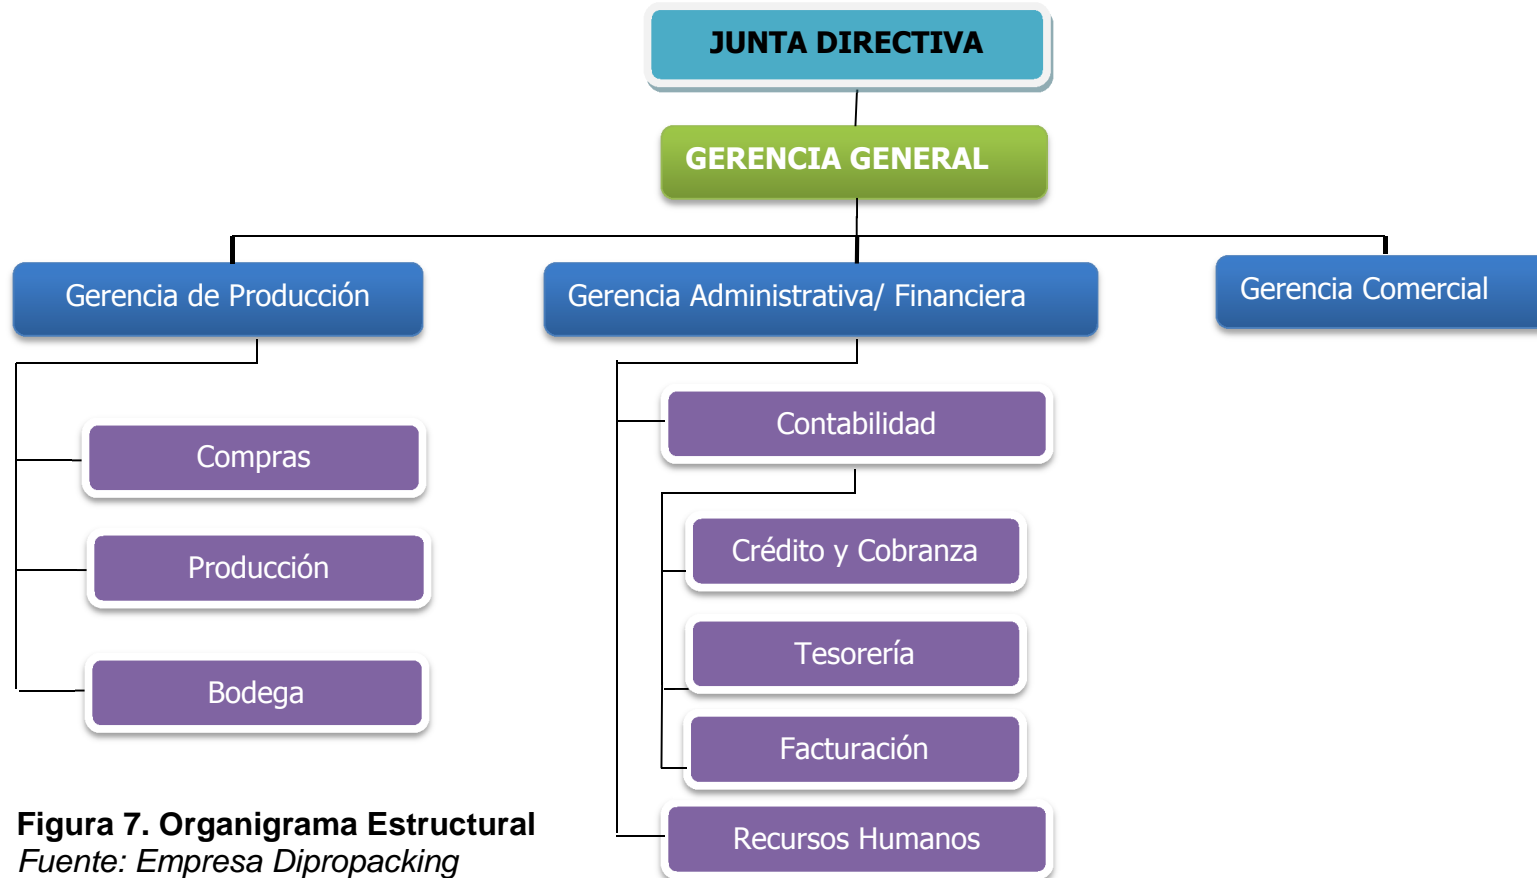 JUNTA DIRECTIVA
GERENCIA GENERAL
Gerencia de Producción
Gerencia Administrativa/ Financiera
Gerencia Comercial
Compras
Producción
Bodega
Contabilidad
Crédito y Cobranza
Tesorería
Facturación
Recursos Humanos
Figura 7. Organigrama Estructural
Fuente: Empresa Dipropacking